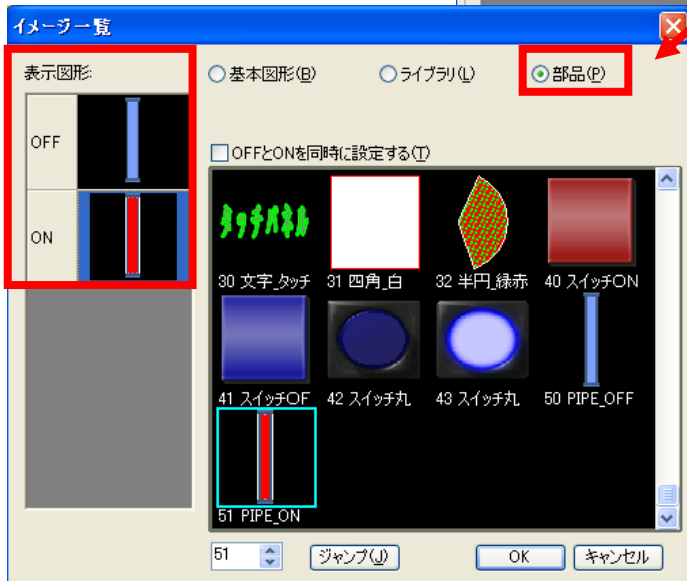 イメージ一覧
表示図形:
基本図形(B)
ライブラリ(L)
部品(P)
OFF
ON
OFFとONを同時に設定する(T)
タッチパネル
30 文字_タッチ
31 四角_白
32 半円_緑赤
40 スイッチON
41 スイッチOF
42 スイッチ丸
43 スイッチ丸
50 PIPE_OFF
51 PIPE_ON
51
ジャンプ(J)
OK
キャンセル